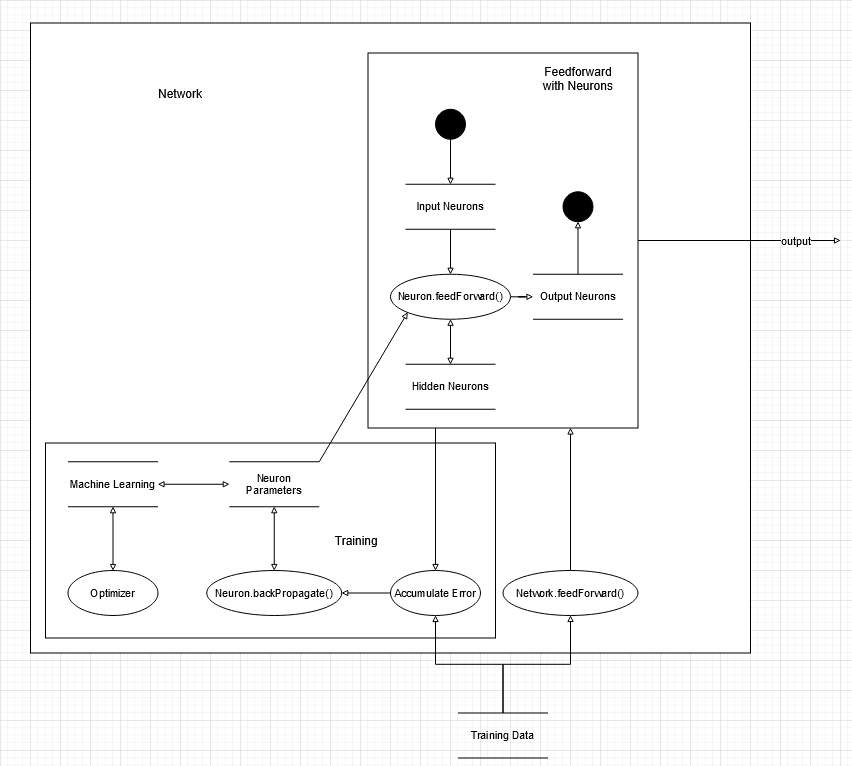 Feedforward
with Neurons
Network
Input Neurons
output
Neuron.feedForward()
Output Neurons
Hidden Neurons
Machine Learning
Neuron
Parameters
Training
Optimizer
Neuron.backPropagate()
Accumulate Error
Network.feedForward()
Training Data